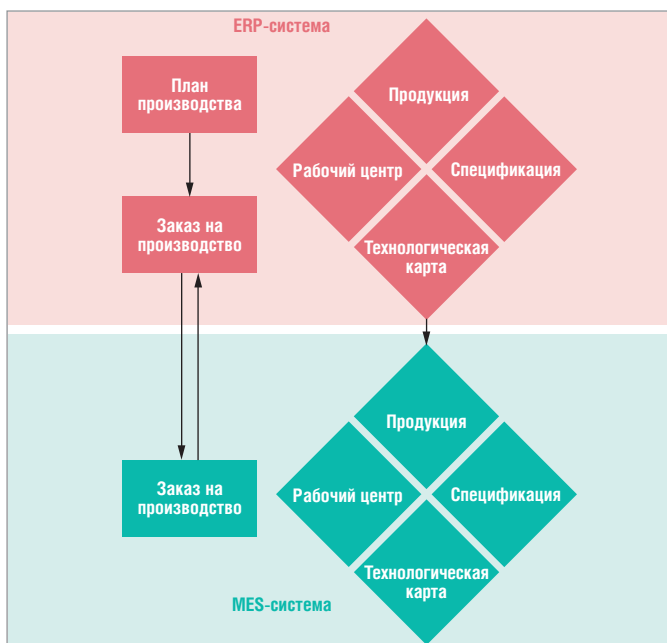 ERP-система
План
производства
Продукция
Рабочий центр
Спецификация
Заказ на
производство
Технологическая
карта
Продукция
Заказ на
производство
Рабочий центр
Спецификация
Технологическая
карта
MES-система